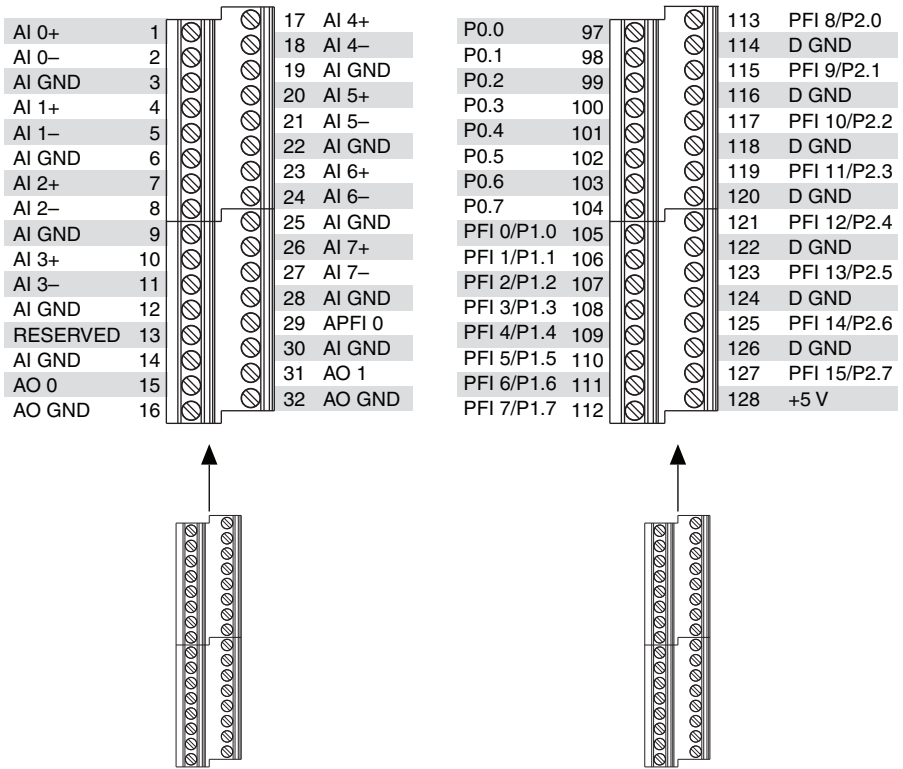 AI 0+ 1
AI 0– 2
AI GND 3
AI 1+ 4
AI 1– 5
AI GND 6
AI 2+ 7
AI 2– 8
AI GND 9
AI 3+ 10
AI 3– 11
AI GND 12
RESERVED 13
AI GND 14
AO 0 15
AO GND 16
17 AI 4+
18 AI 4–
19 AI GND
20 AI 5+
21 AI 5–
22 AI GND
23 AI 6+
24 AI 6–
25 AI GND
26 AI 7+
27 AI 7–
28 AI GND
29 APFI 0
30 AI GND
31 AO 1
32 AO GND
P0.0 97
P0.1 98
P0.2 99
P0.3 100
P0.4 101
P0.5 102
P0.6 103
P0.7 104
PFI 0/P1.0 105
PFI 1/P1.1 106
PFI 2/P1.2 107
PFI 3/P1.3 108
PFI 4/P1.4 109
PFI 5/P1.5 110
PFI 6/P1.6 111
PFI 7/P1.7 112
113 PFI 8/P2.0
114 D GND
115 PFI 9/P2.1
116 D GND
117 PFI 10/P2.2
118 D GND
119 PFI 11/P2.3
120 D GND
121 PFI 12/P2.4
122 D GND
123 PFI 13/P2.5
124 D GND
125 PFI 14/P2.6
126 D GND
127 PFI 15/P2.7
128 +5 V